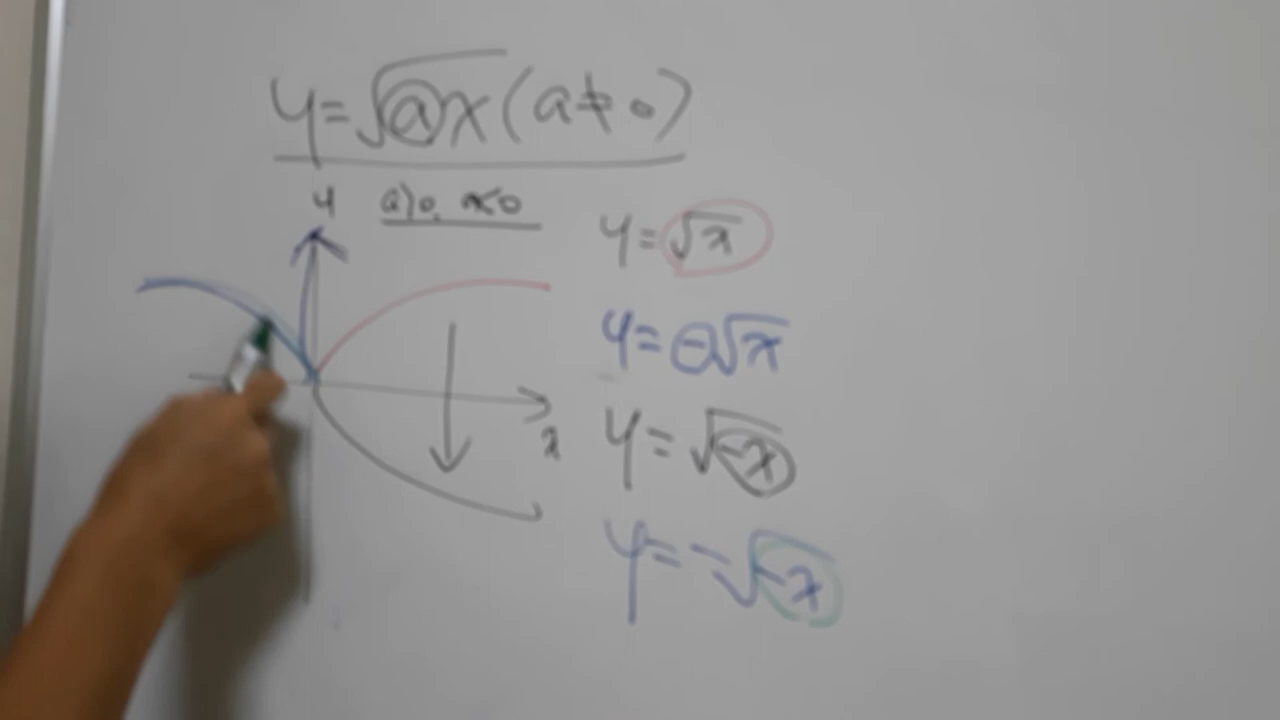 y=√ax (a≠0)
y
a>0, x<0
y=√x
y=-√x
x
y=√-x
y=-√-x